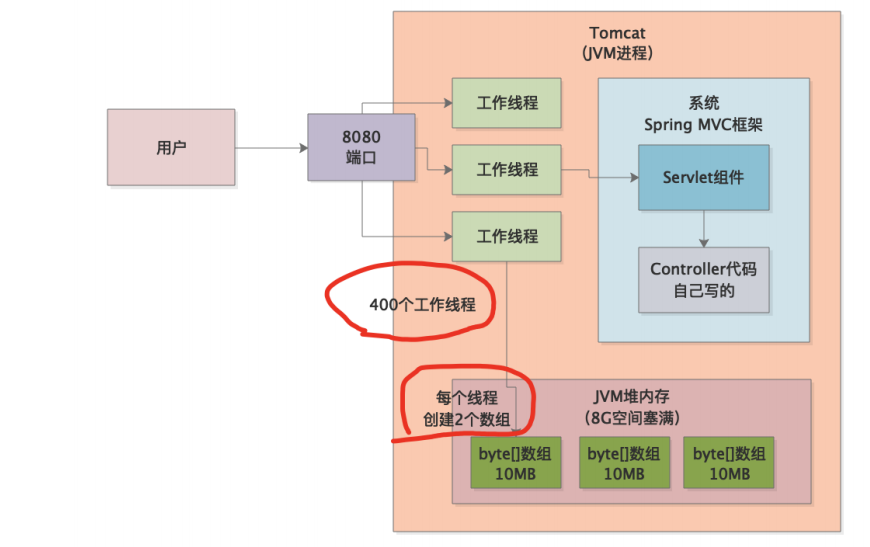 Tomcat
（JVM进程）
用户
8080
端口
工作线程
工作线程
工作线程
系统
Spring MVC框架
Servlet组件
Controller代码
自己写的
400个工作线程
每个线程
创建2个数组
JVM堆内存
（8G空间塞满）
byte[]数组
10MB
byte[]数组
10MB
byte[]数组
10MB